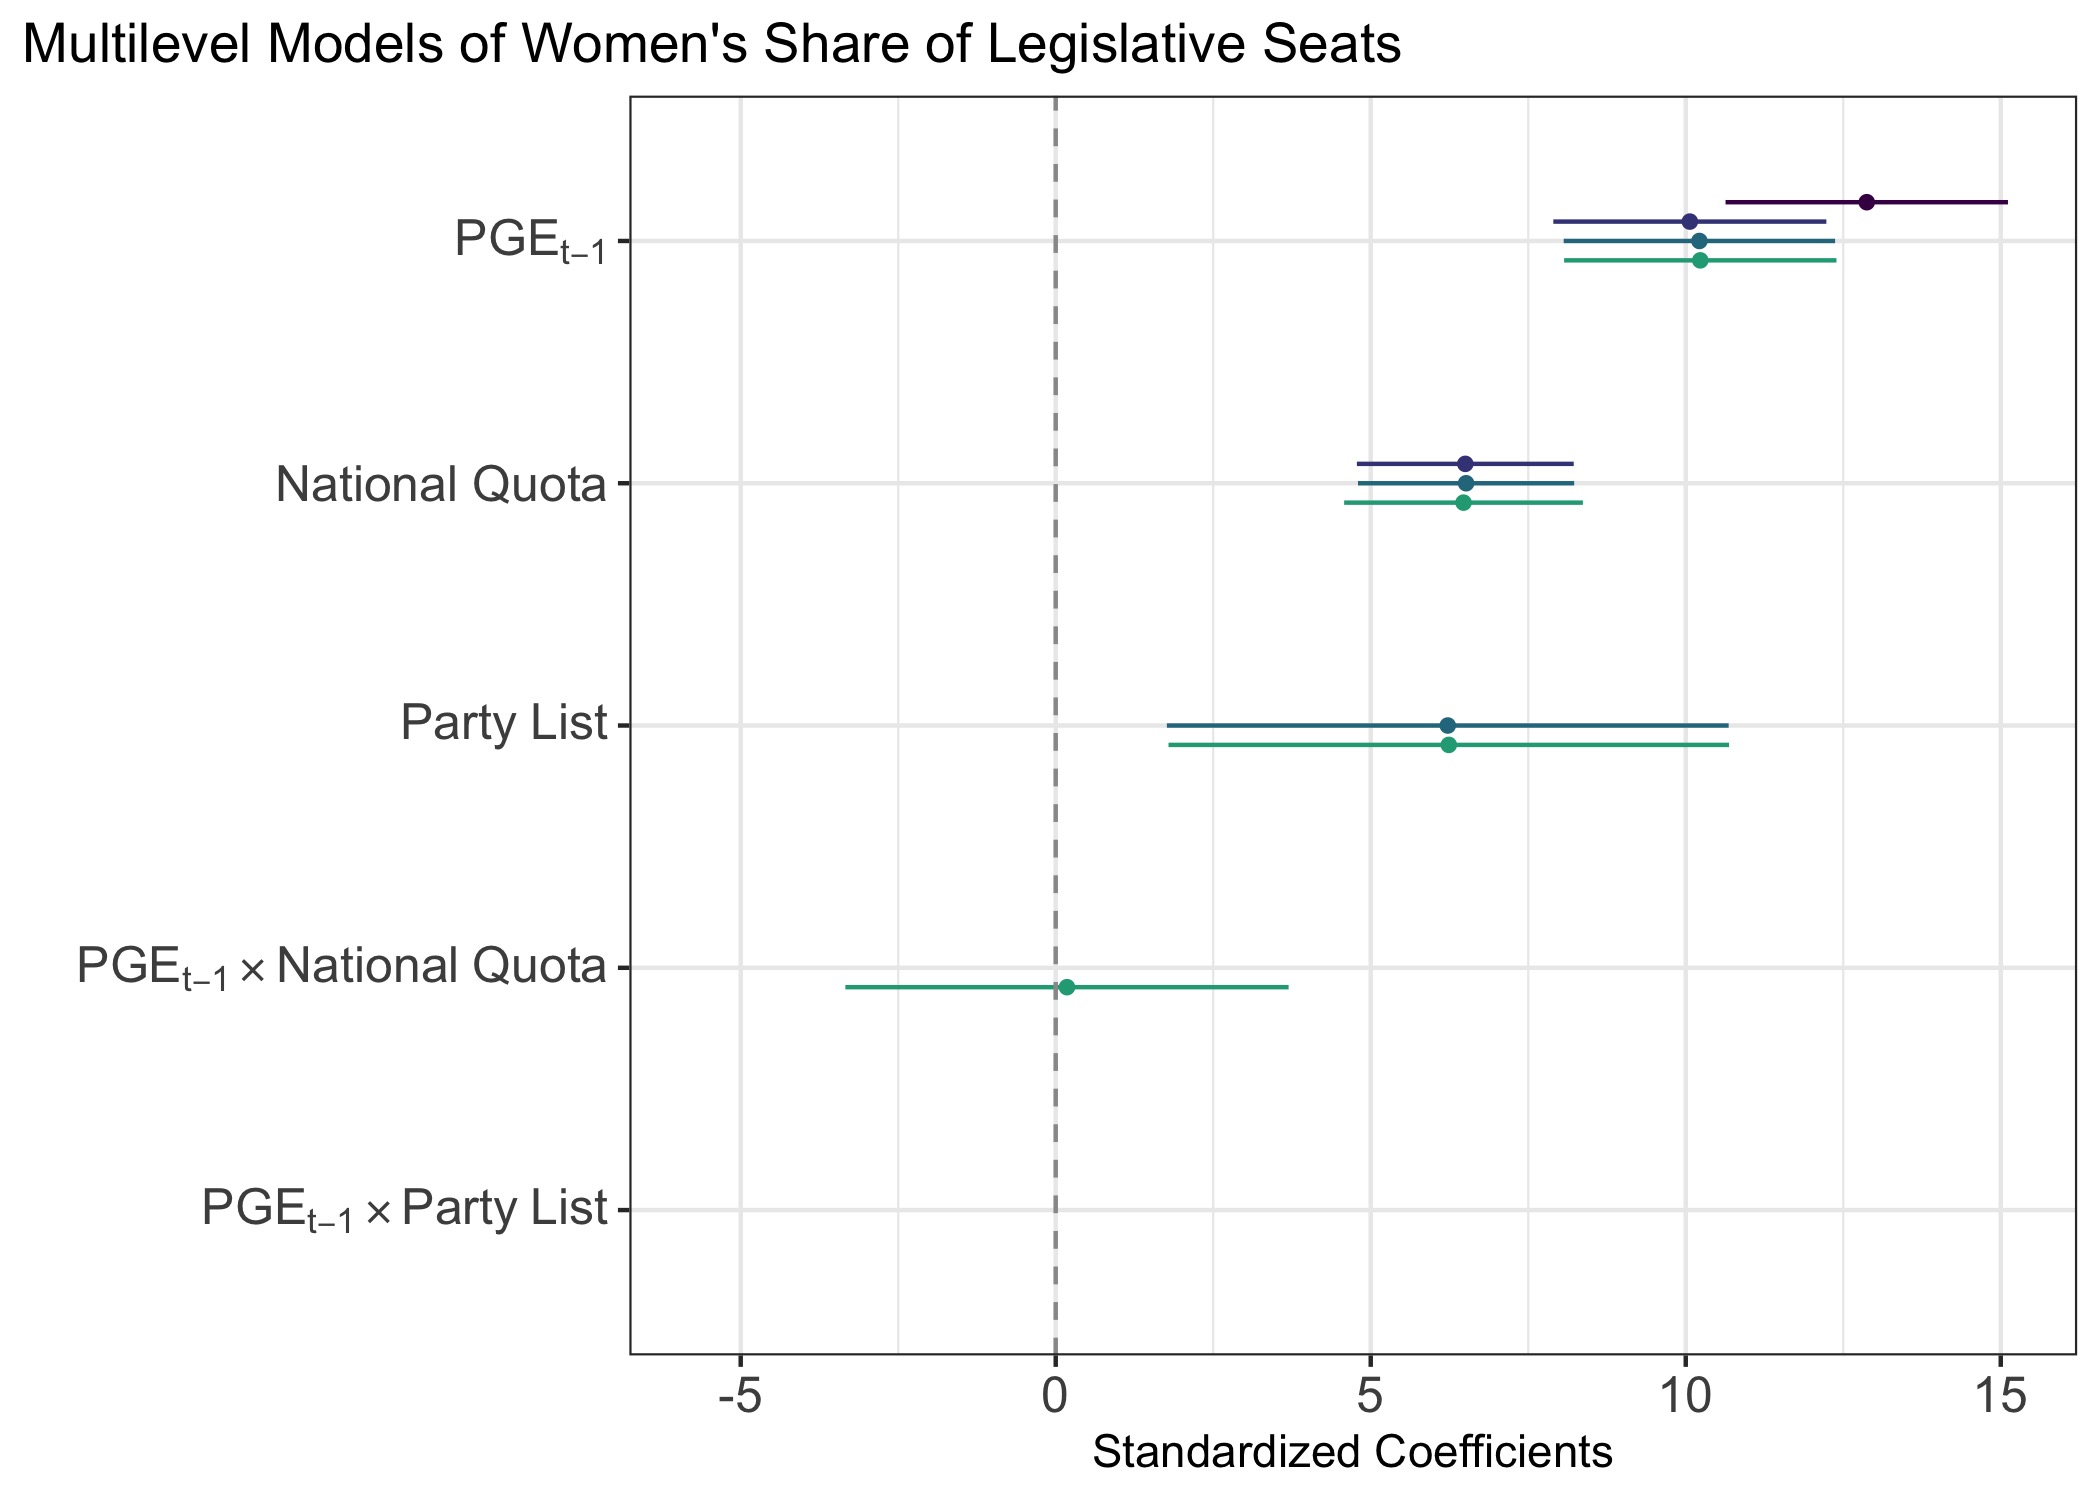 Multilevel Models of Women's Share of Legislative Seats
PGEt−1
National Quota
Party List
PGEt−1 × National Quota
PGEt−1 × Party List
-5 0 5 10 15
Standardized Coefficients